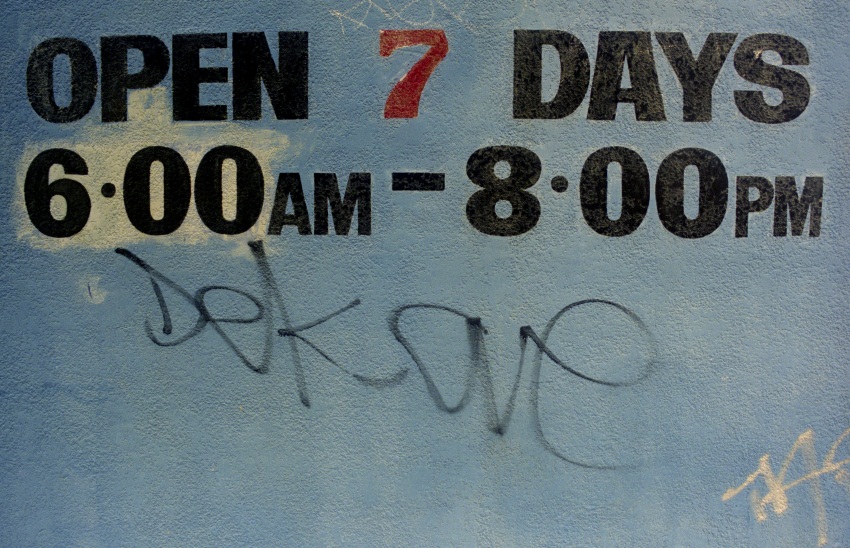 OPEN 7 DAYS
6·00AM - 8·00PM